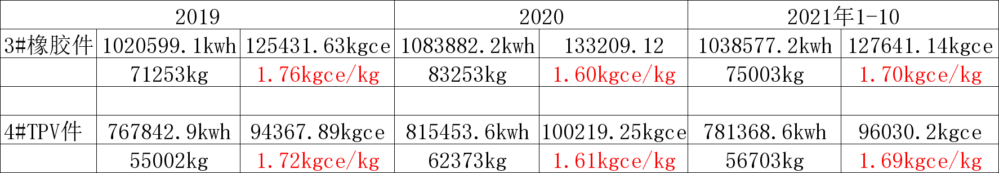 2019 2020 2021年1-10
3#橡胶件 1020599.1kwh 125431.63kgce 1083882.2kwh 133209.12 1038577.2kwh 127641.14kgce
71253kg 1.76kgce/kg 83253kg 1.60kgce/kg 75003kg 1.70kgce/kg
4#TPV件 767842.9kwh 94367.89kgce 815453.6kwh 100219.25kgce 781368.6kwh 96030.2kgce
55002kg 1.72kgce/kg 62373kg 1.61kgce/kg 56703kg 1.69kgce/kg